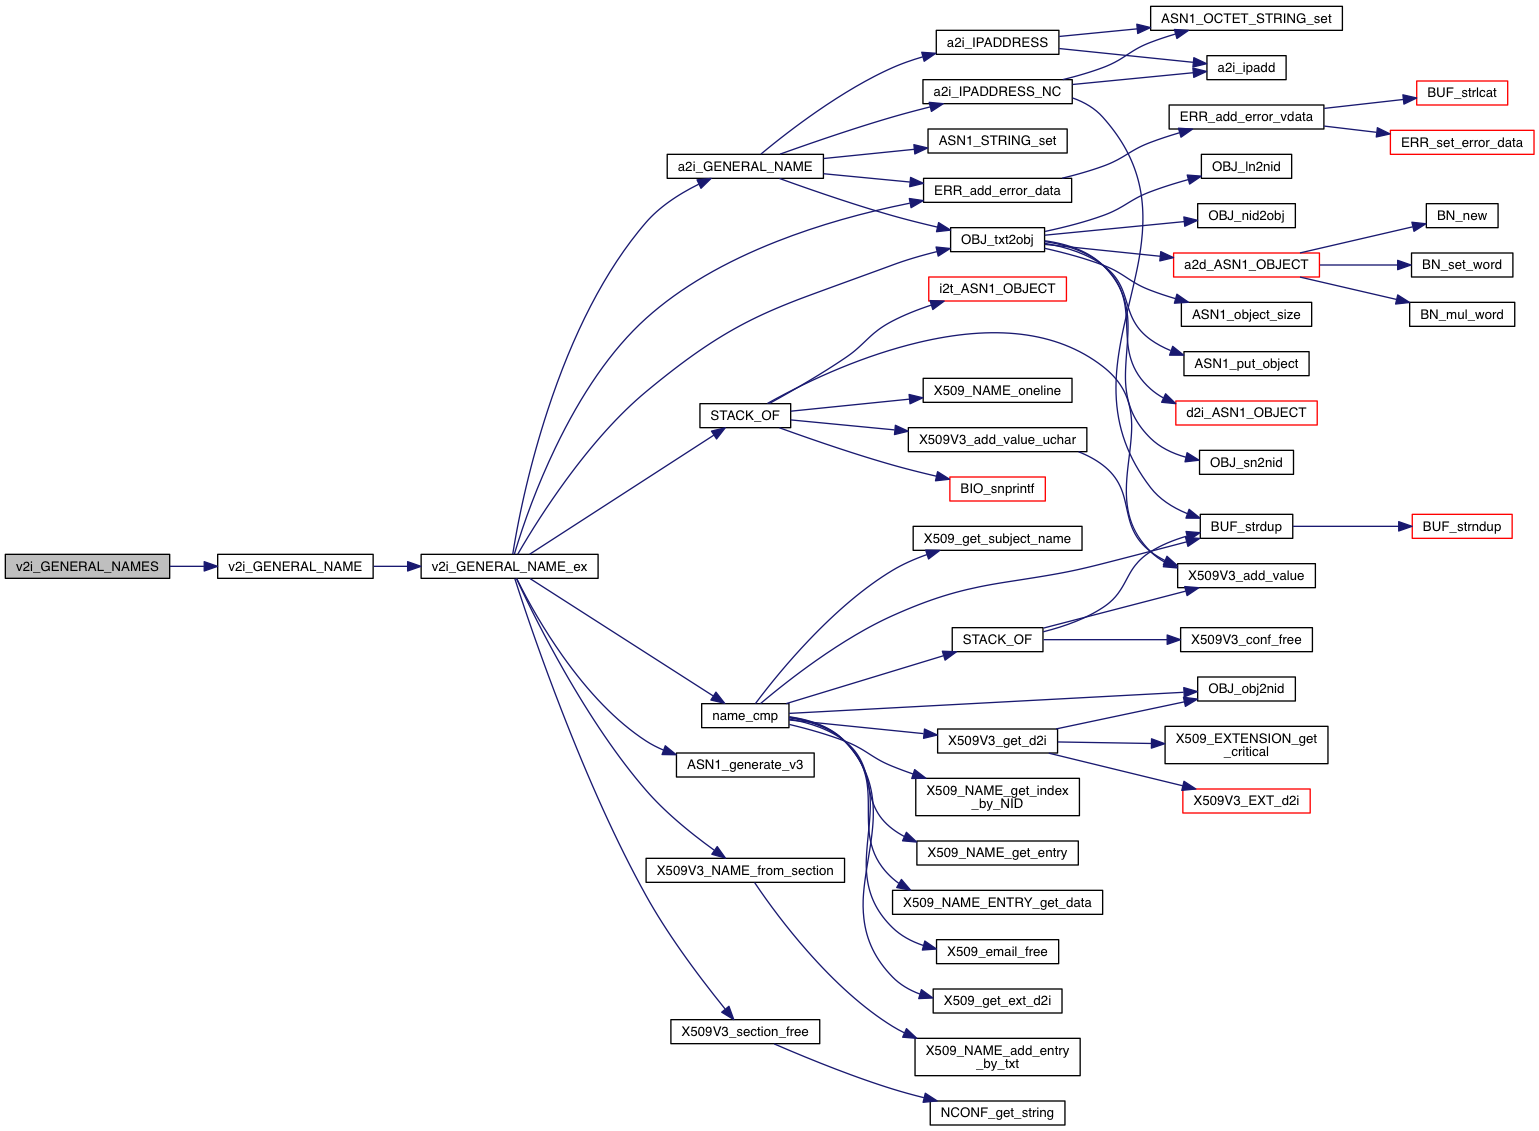 ASN1_OCTET_STRING_set
a2i_IPADDRESS
a2i_ipadd
a2i_IPADDRESS_NC
BUF_strlcat
ERR_add_error_vdata
ASN1_STRING_set
ERR_set_error_data
a2i_GENERAL_NAME
OBJ_ln2nid
ERR_add_error_data
OBJ_nid2obj
BN_new
OBJ_txt2obj
a2d_ASN1_OBJECT
BN_set_word
i2t_ASN1_OBJECT
ASN1_object_size
BN_mul_word
ASN1_put_object
X509_NAME_oneline
STACK_OF
d2i_ASN1_OBJECT
X509V3_add_value_uchar
OBJ_sn2nid
BIO_snprintf
BUF_strdup
BUF_strndup
X509_get_subject_name
v2i_GENERAL_NAMES
v2i_GENERAL_NAME
v2i_GENERAL_NAME_ex
X509V3_add_value
STACK_OF
X509V3_conf_free
OBJ_obj2nid
name_cmp
X509V3_get_d2i
X509_EXTENSION_get
_critical
ASN1_generate_v3
X509_NAME_get_index
_by_NID
X509V3_EXT_d2i
X509_NAME_get_entry
X509V3_NAME_from_section
X509_NAME_ENTRY_get_data
X509_email_free
X509_get_ext_d2i
X509V3_section_free
X509_NAME_add_entry
_by_txt
NCONF_get_string